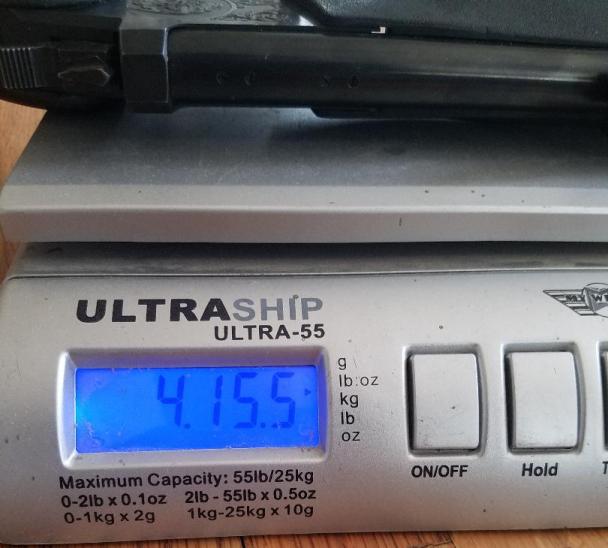 ULTRASHIP
ULTRA-55
4.15.5
g
lb:oz
kg
lb
oz
ON/OFF
Hold
Maximum Capacity: 55lb/25kg
0-2lb x 0.1oz 2lb - 55lb x 0.5oz
0-1kg x 2g 1kg-25kg x 10g